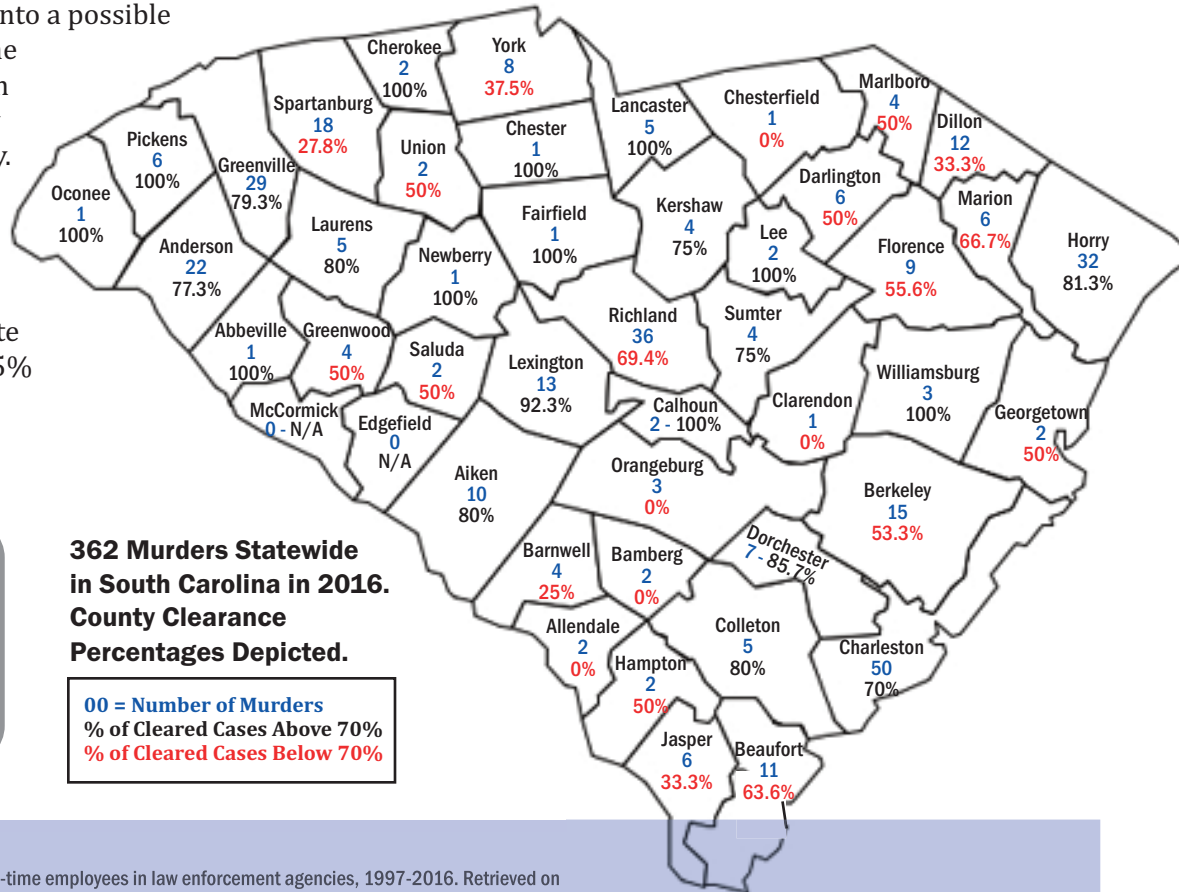 nto a possible
y.
Cherokee
2
100%
York
8
37.5%
Spartanburg
18
27.8%
Pickens
6
100%
Greenville
29
79.3%
Union
2
50%
Chester
1
100%
Lancaster
5
100%
Chesterfield
1
0%
Marlboro
4
50%
Dillon
12
33.3%
Oconee
1
100%
Anderson
22
77.3%
Laurens
5
80%
Newberry
1
100%
Fairfield
1
100%
Kershaw
4
75%
Lee
2
100%
Darlington
6
50%
Florence
9
55.6%
Marion
6
66.7%
Horry
32
81.3%
te
5%
Abbeville
1
100%
Greenwood
4
50%
Saluda
2
50%
Lexington
13
92.3%
Richland
36
69.4%
Sumter
4
75%
McCormick
0 - N/A
Edgefield
0
N/A
Calhoun
2 - 100%
Clarendon
1
0%
Williamsburg
3
100%
Georgetown
2
50%
Aiken
10
80%
Orangeburg
3
0%
Berkeley
15
53.3%
Barnwell
4
25%
Bamberg
2
0%
Dorchester
7 - 85.7%
Allendale
2
0%
Hampton
2
50%
Colleton
5
80%
Charleston
50
70%
Jasper
6
33.3%
Beaufort
11
63.6%
362 Murders Statewide
in South Carolina in 2016.
County Clearance
Percentages Depicted.
00 = Number of Murders
% of Cleared Cases Above 70%
% of Cleared Cases Below 70%
-time employees in law enforcement agencies, 1997-2016. Retrieved on